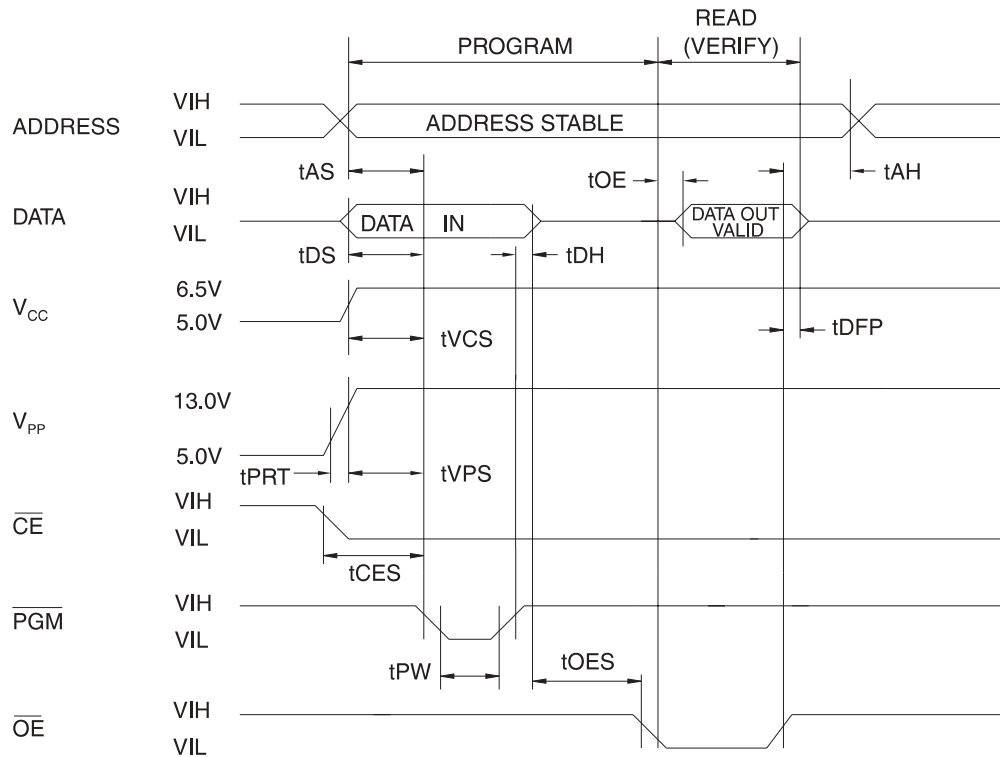 READ
PROGRAM (VERIFY)
ADDRESS VIH
VIL
ADDRESS STABLE
tAS tOE tAH
DATA VIH
VIL
DATA IN
DATA OUT
VALID
tDS tDH
VCC 6.5V
5.0V
tVCS tDFP
VPP 13.0V
5.0V
tPRT tVPS
CE VIH
VIL
tCES
PGM VIH
VIL
tPW tOES
OE VIH
VIL